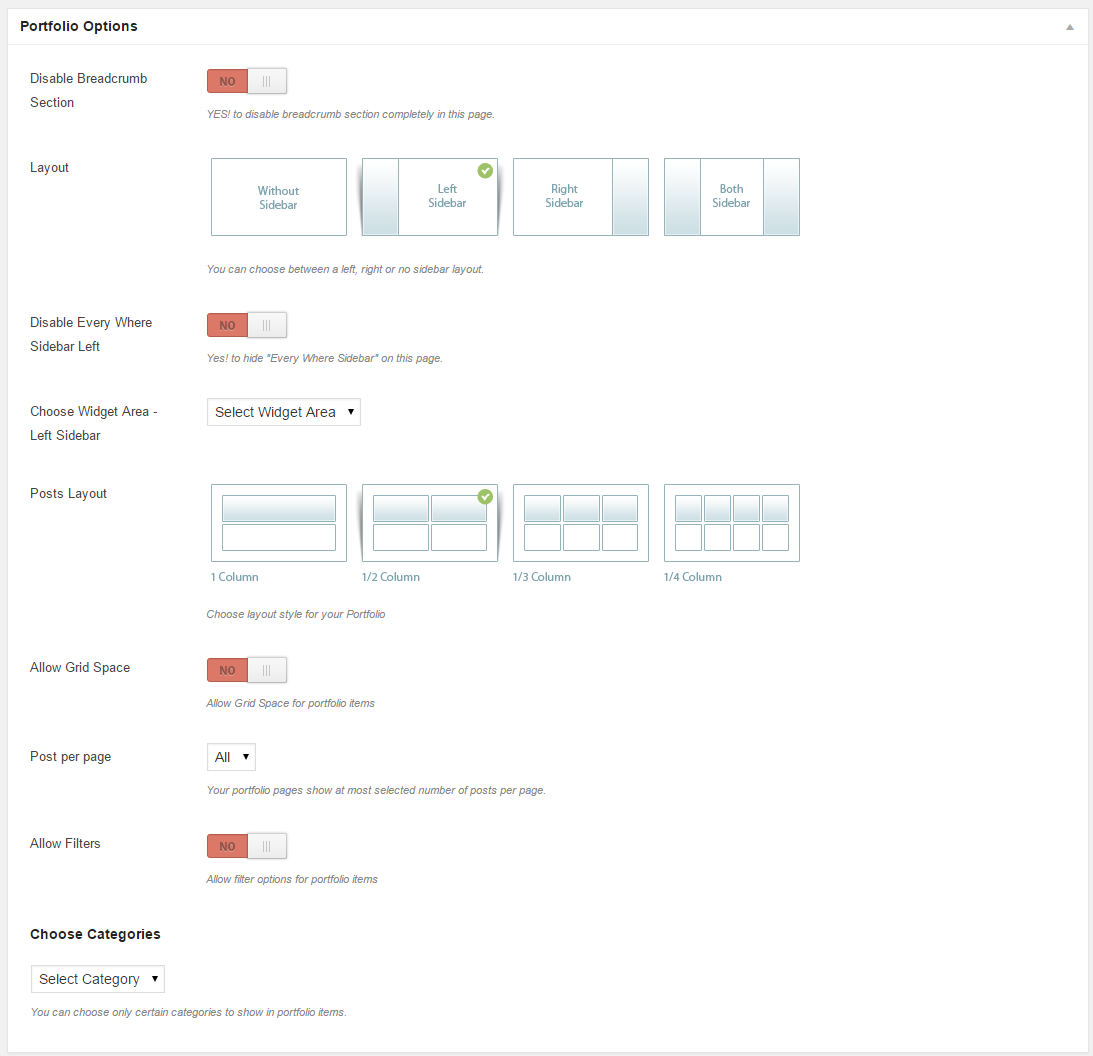 Portfolio Options
Disable Breadcrumb
Section
NO
YES! to disable breadcrumb section completely in this page.
Layout
Without
Sidebar
Left
Sidebar
Right
Sidebar
Both
Sidebar
You can choose between a left, right or no sidebar layout.
Disable Every Where
Sidebar Left
NO
Yes! to hide "Every Where Sidebar" on this page.
Choose Widget Area -
Left Sidebar
Select Widget Area
Posts Layout
1 Column
1/2 Column
1/3 Column
1/4 Column
Choose layout style for your Portfolio
Allow Grid Space
NO
Allow Grid Space for portfolio items
Post per page
All
Your portfolio pages show at most selected number of posts per page.
Allow Filters
NO
Allow filter options for portfolio items
Choose Categories
Select Category
You can choose only certain categories to show in portfolio items.